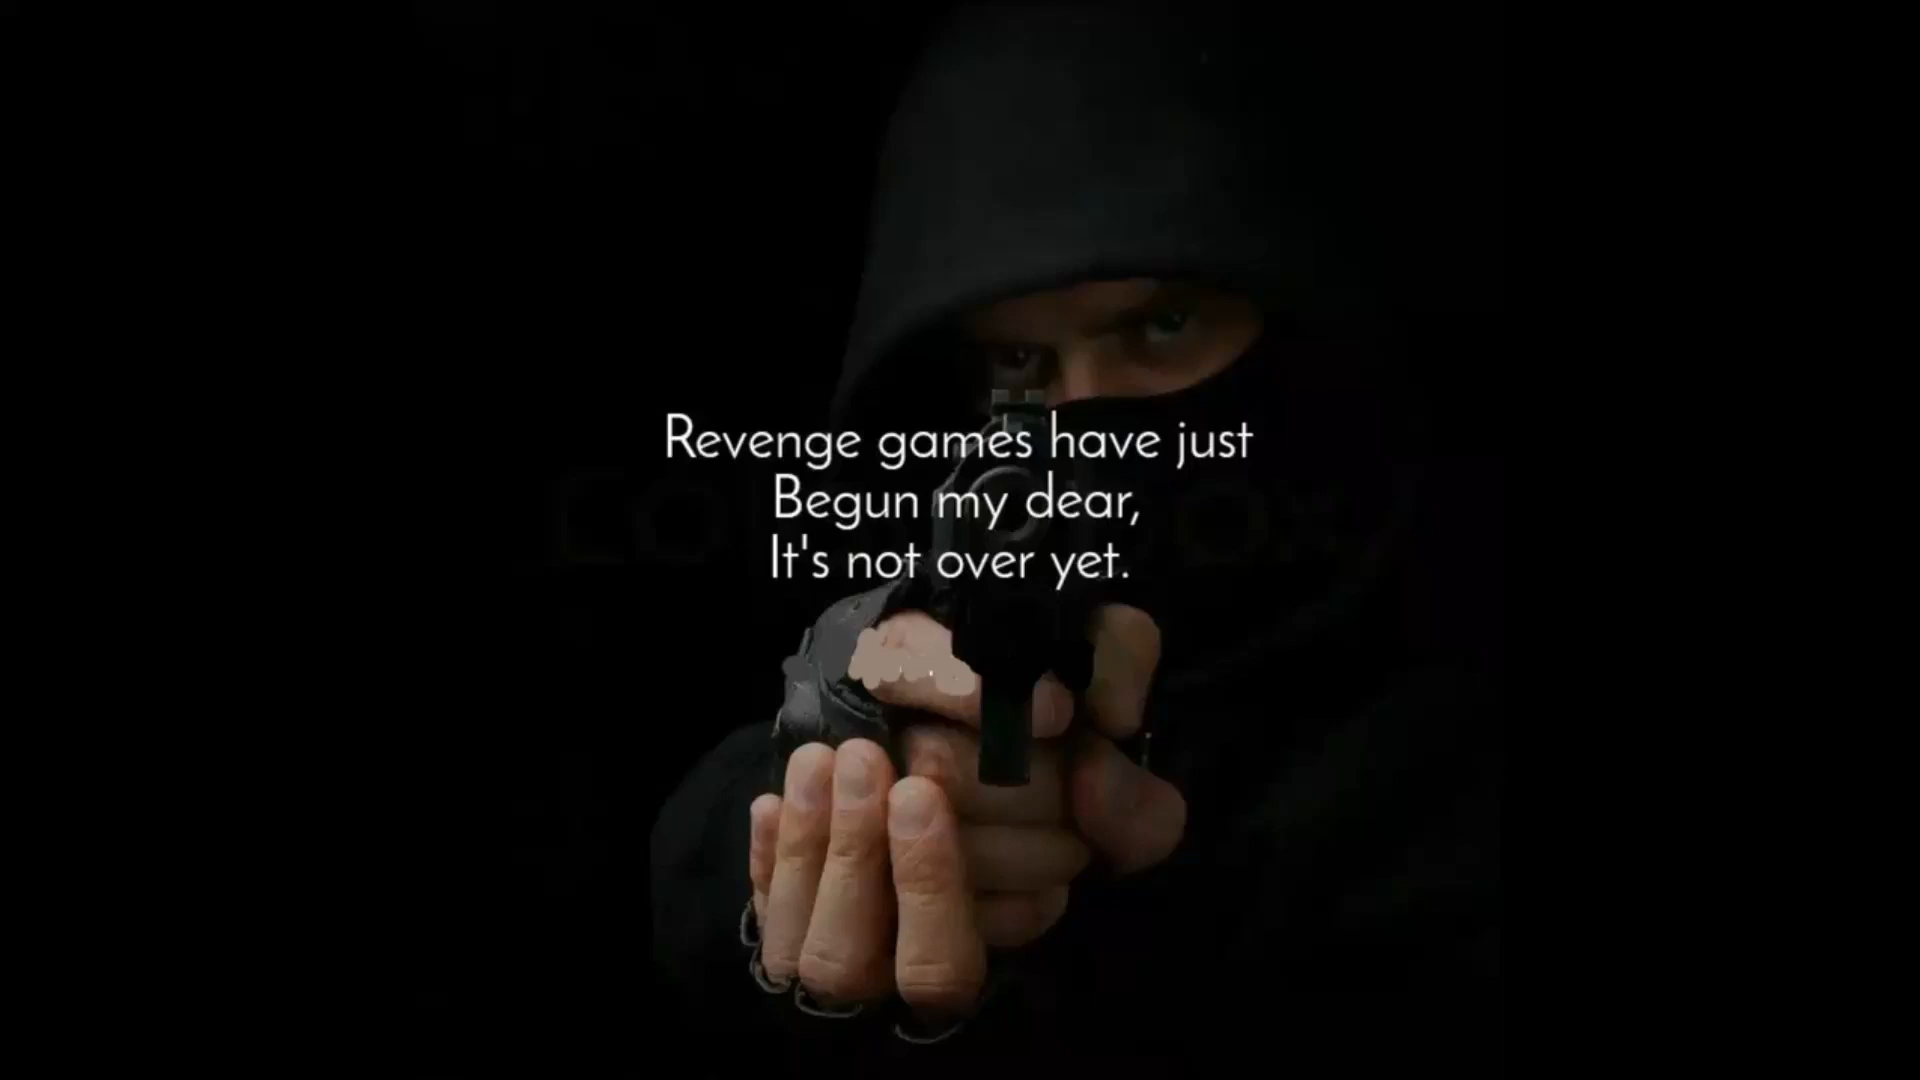 Revenge games have just
Begun my dear,
It's not over yet.